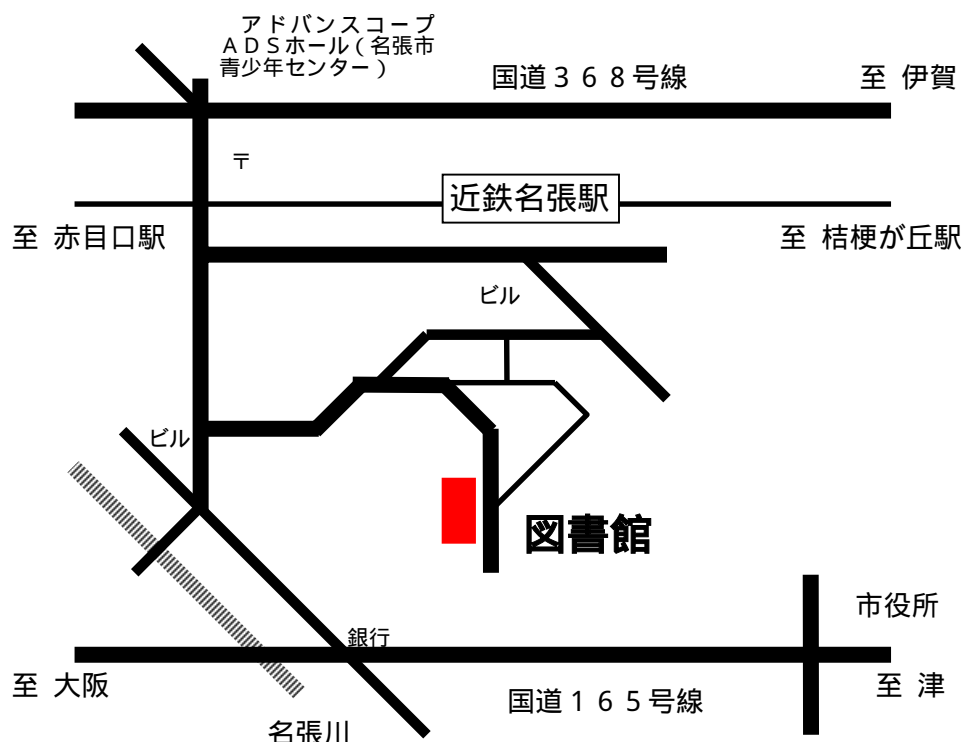 アドバンスコープ
ＡＤＳホール（名張市
青少年センター）
国道３６８号線
至 伊賀
〒
近鉄名張駅
至 赤目口駅
至 桔梗が丘駅
ビル
ビル
図書館
市役所
銀行
至 大阪
国道１６５号線
至 津
名張川